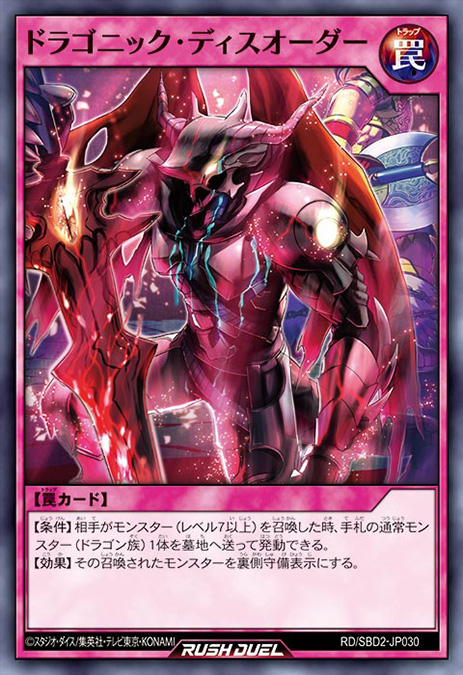 ドラゴニック・ディスオーダー
トラップ
罠
【罠カード】
【条件】相手がモンスター(レベル7以上)を召喚した時、手札の通常モン
スター(ドラゴン族)1体を墓地へ送って発動できる。
【効果】その召喚されたモンスターを裏側守備表示にする。
©スタジオ・ダイス/集英社・テレビ東京・KONAMI
RUSH DUEL
RD/SBD2-JP030